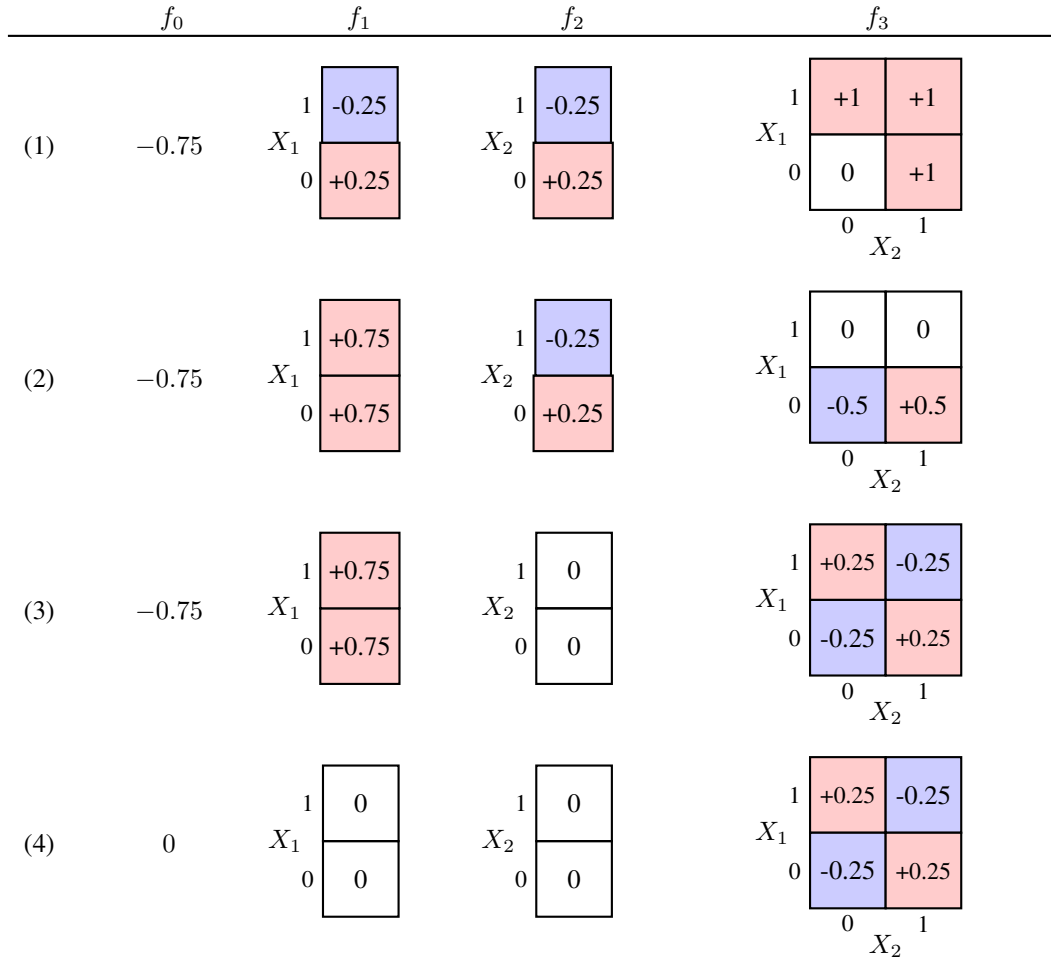 f₀ f₁ f₂ f₃
1 -0.25 1 -0.25 1 +1 +1
(1) −0.75 X₁ X₂ X₁
0 +0.25 0 +0.25 0 0 +1
0 1
X₂
1 +0.75 1 -0.25 1 0 0
(2) −0.75 X₁ X₂ X₁
0 +0.75 0 +0.25 0 -0.5 +0.5
0 1
X₂
1 +0.75 1 0 1 +0.25 -0.25
(3) −0.75 X₁ X₂ X₁
0 +0.75 0 0 0 -0.25 +0.25
0 1
X₂
1 0 1 0 1 +0.25 -0.25
(4) 0 X₁ X₂ X₁
0 0 0 0 0 -0.25 +0.25
0 1
X₂